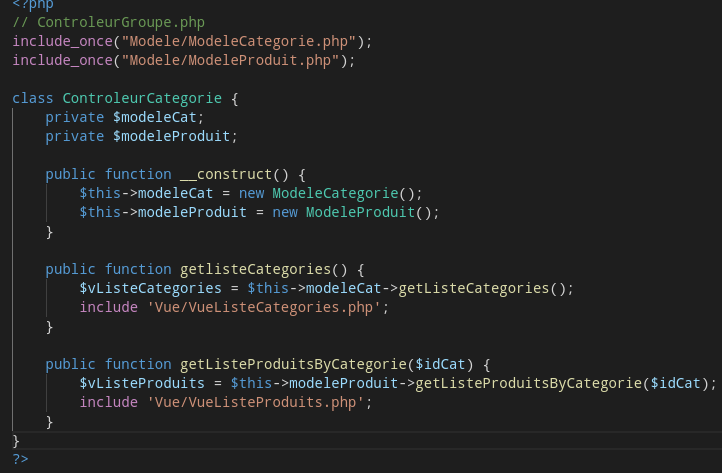 <?php
// ControleurGroupe.php
include_once("Modele/ModeleCategorie.php");
include_once("Modele/ModeleProduit.php");

class ControleurCategorie {
    private $modeleCat;
    private $modeleProduit;

    public function __construct() {
        $this->modeleCat = new ModeleCategorie();
        $this->modeleProduit = new ModeleProduit();
    }

    public function getlisteCategories() {
        $vListeCategories = $this->modeleCat->getListeCategories();
        include 'Vue/VueListeCategories.php';
    }

    public function getListeProduitsByCategorie($idCat) {
        $vListeProduits = $this->modeleProduit->getListeProduitsByCategorie($idCat);
        include 'Vue/VueListeProduits.php';
    }
}
?>